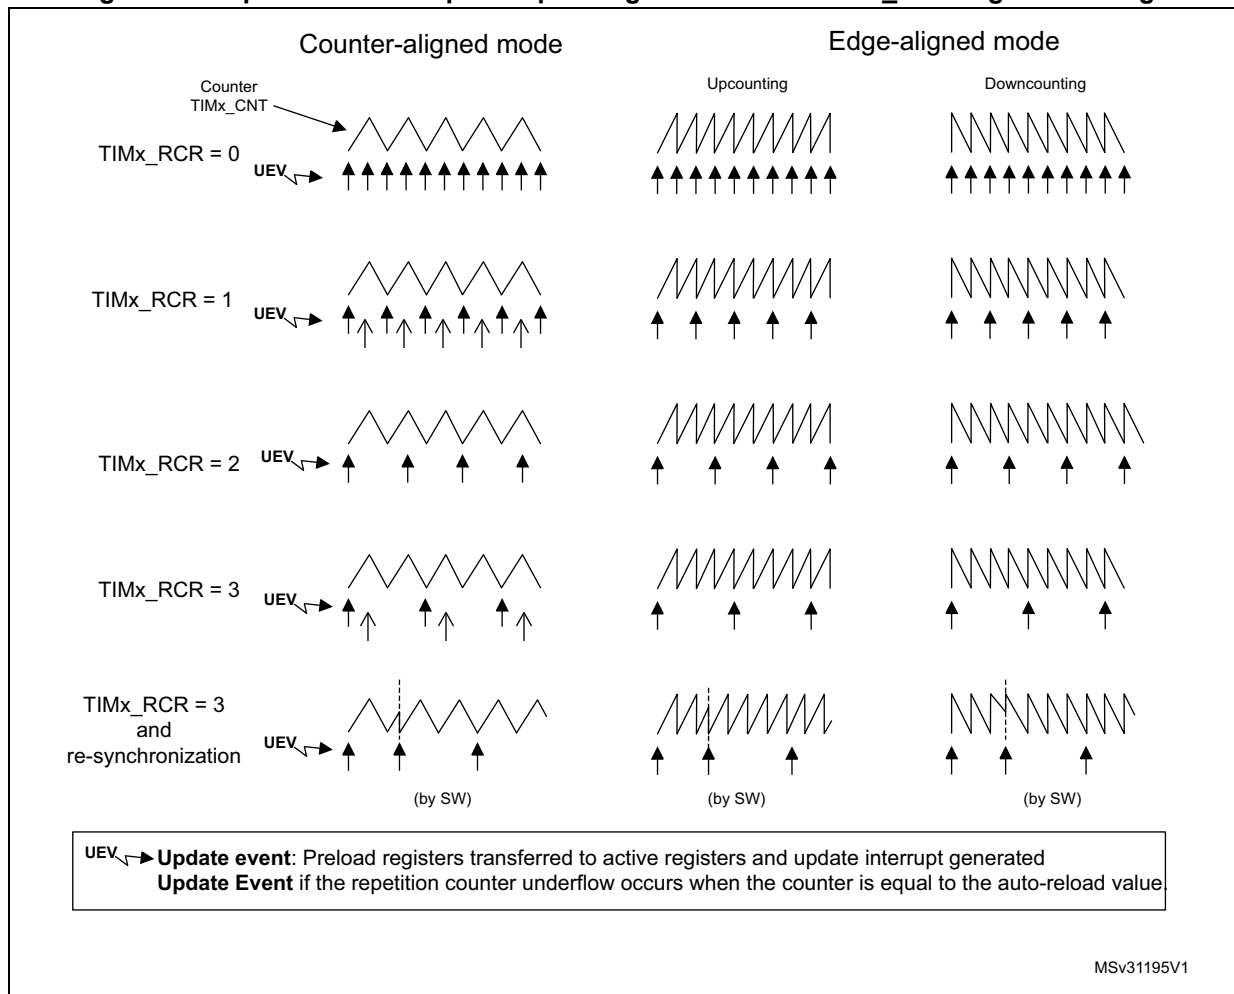 Counter-aligned mode
Edge-aligned mode
Counter
TIMx_CNT
Upcounting
Downcounting
TIMx_RCR = 0
UEV
TIMx_RCR = 1
UEV
TIMx_RCR = 2
UEV
TIMx_RCR = 3
UEV
TIMx_RCR = 3
and
re-synchronization
UEV
(by SW)
(by SW)
(by SW)
UEV Update event: Preload registers transferred to active registers and update interrupt generated
Update Event if the repetition counter underflow occurs when the counter is equal to the auto-reload value.
MSv31195V1